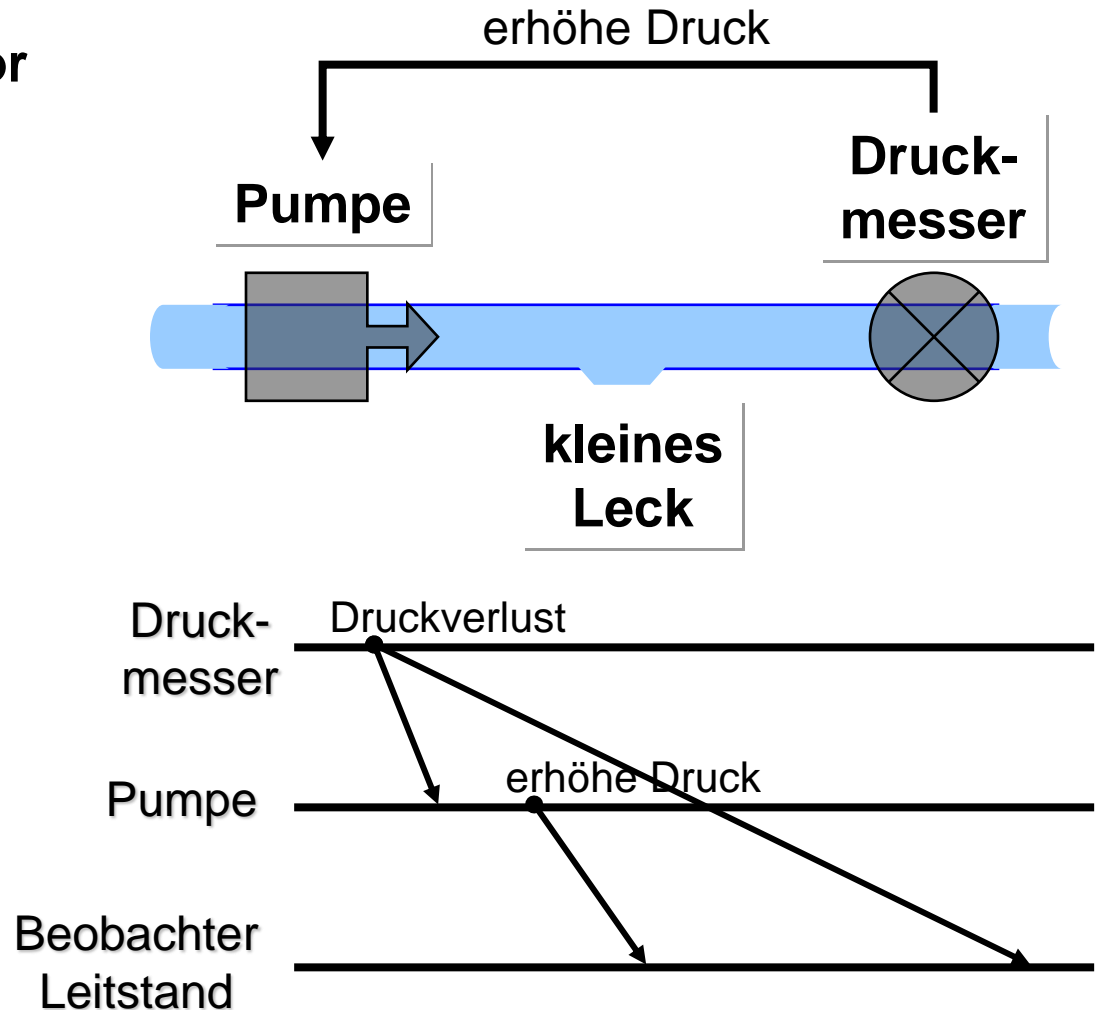 erhöhe Druck
or
Druck-
messer
Pumpe
kleines
Leck
Druck-
messer
Druckverlust
Pumpe
erhöhe Druck
Beobachter
Leitstand